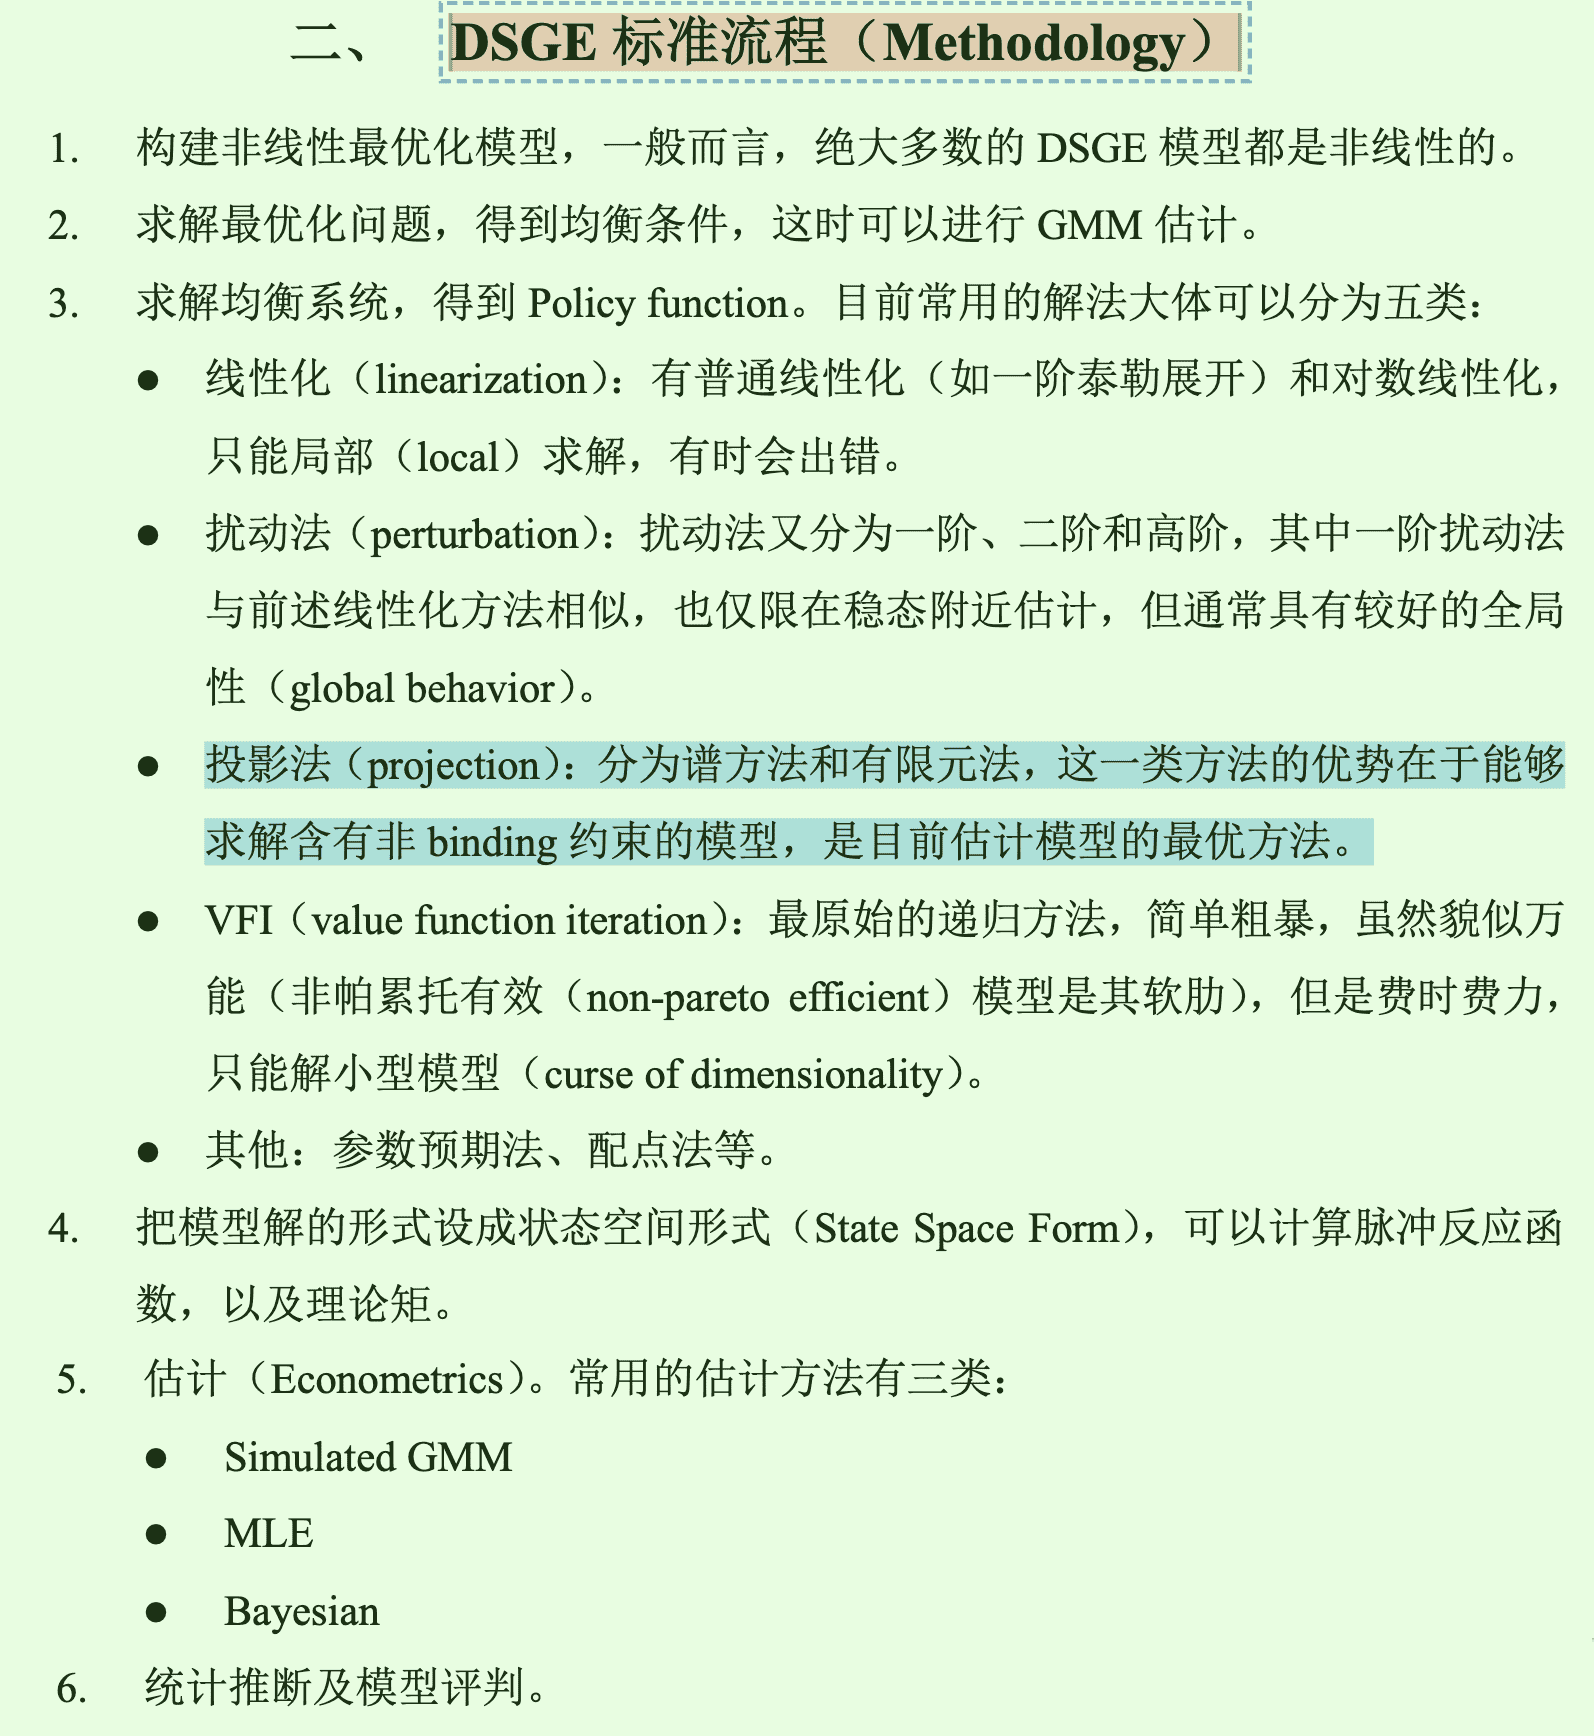 二、 DSGE 标准流程（Methodology）
1. 构建非线性最优化模型，一般而言，绝大多数的 DSGE 模型都是非线性的。
2. 求解最优化问题，得到均衡条件，这时可以进行 GMM 估计。
3. 求解均衡系统，得到 Policy function。目前常用的解法大体可以分为五类：
● 线性化（linearization）：有普通线性化（如一阶泰勒展开）和对数线性化，
只能局部（local）求解，有时会出错。
● 扰动法（perturbation）：扰动法又分为一阶、二阶和高阶，其中一阶扰动法
与前述线性化方法相似，也仅限在稳态附近估计，但通常具有较好的全局
性（global behavior）。
● 投影法（projection）：分为谱方法和有限元法，这一类方法的优势在于能够
求解含有非 binding 约束的模型，是目前估计模型的最优方法。
● VFI（value function iteration）：最原始的递归方法，简单粗暴，虽然貌似万
能（非帕累托有效（non-pareto efficient）模型是其软肋），但是费时费力，
只能解小型模型（curse of dimensionality）。
● 其他：参数预期法、配点法等。
4. 把模型解的形式设成状态空间形式（State Space Form），可以计算脉冲反应函
数，以及理论矩。
5. 估计（Econometrics）。常用的估计方法有三类：
● Simulated GMM
● MLE
● Bayesian
6. 统计推断及模型评判。